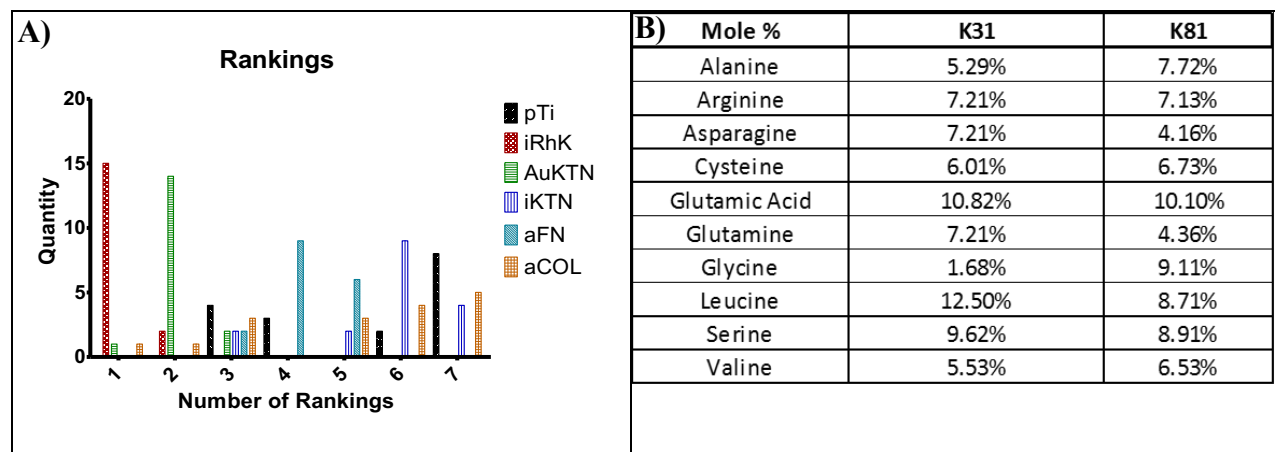 A)
Rankings
20
15
10
5
0
Quantity
1 2 3 4 5 6 7
Number of Rankings
pTi
iRhK
AuKTN
iKTN
aFN
aCOL
B) Mole % K31 K81
Alanine 5.29% 7.72%
Arginine 7.21% 7.13%
Asparagine 7.21% 4.16%
Cysteine 6.01% 6.73%
Glutamic Acid 10.82% 10.10%
Glutamine 7.21% 4.36%
Glycine 1.68% 9.11%
Leucine 12.50% 8.71%
Serine 9.62% 8.91%
Valine 5.53% 6.53%